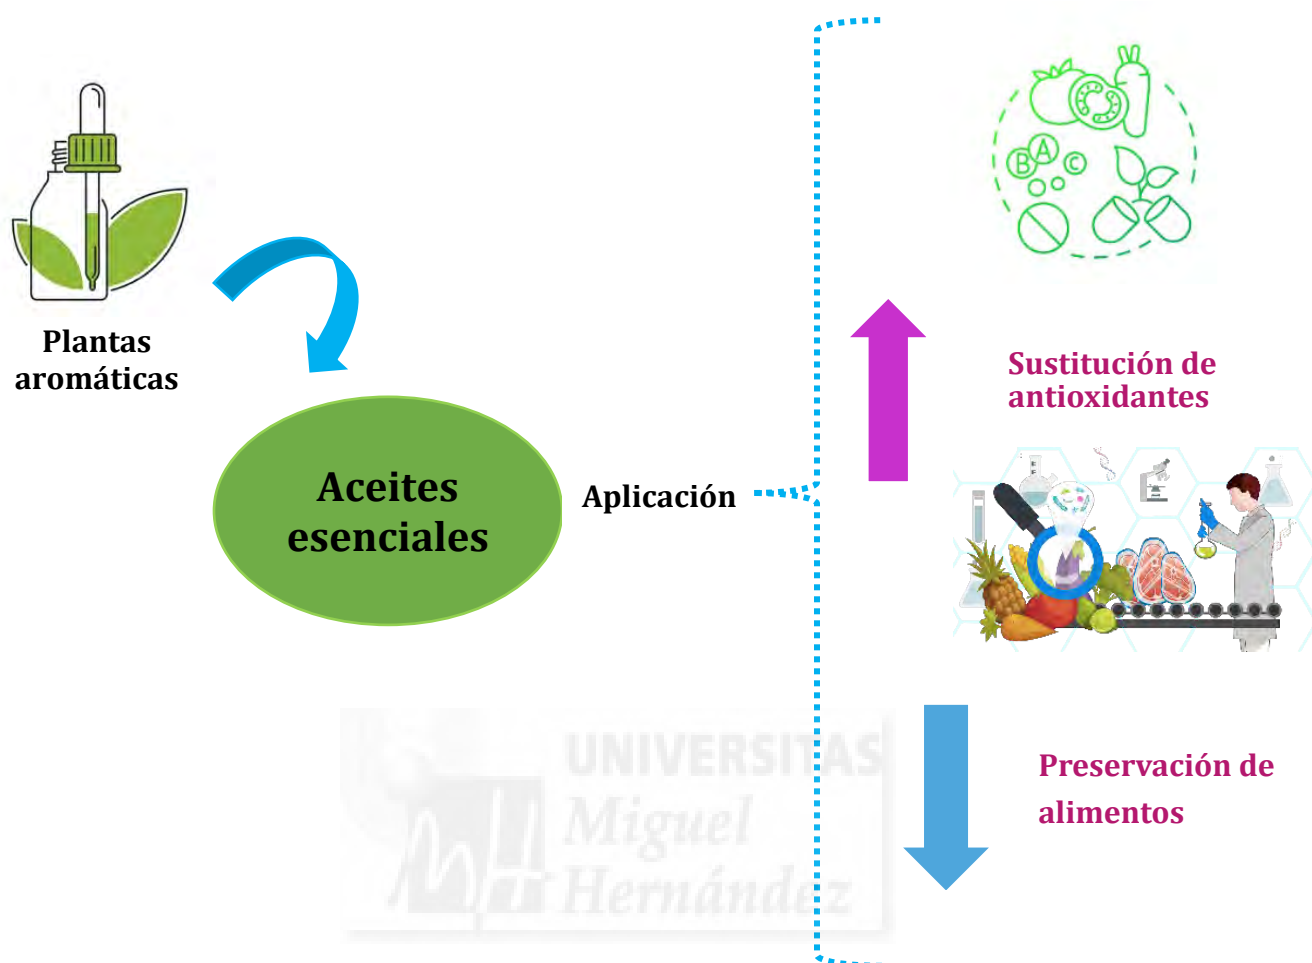 Plantas
aromáticas
Aceites
esenciales
Aplicación
B A C
Sustitución de
antioxidantes
Preservación de
alimentos
UNIVERSITAS
Miguel
Hernández